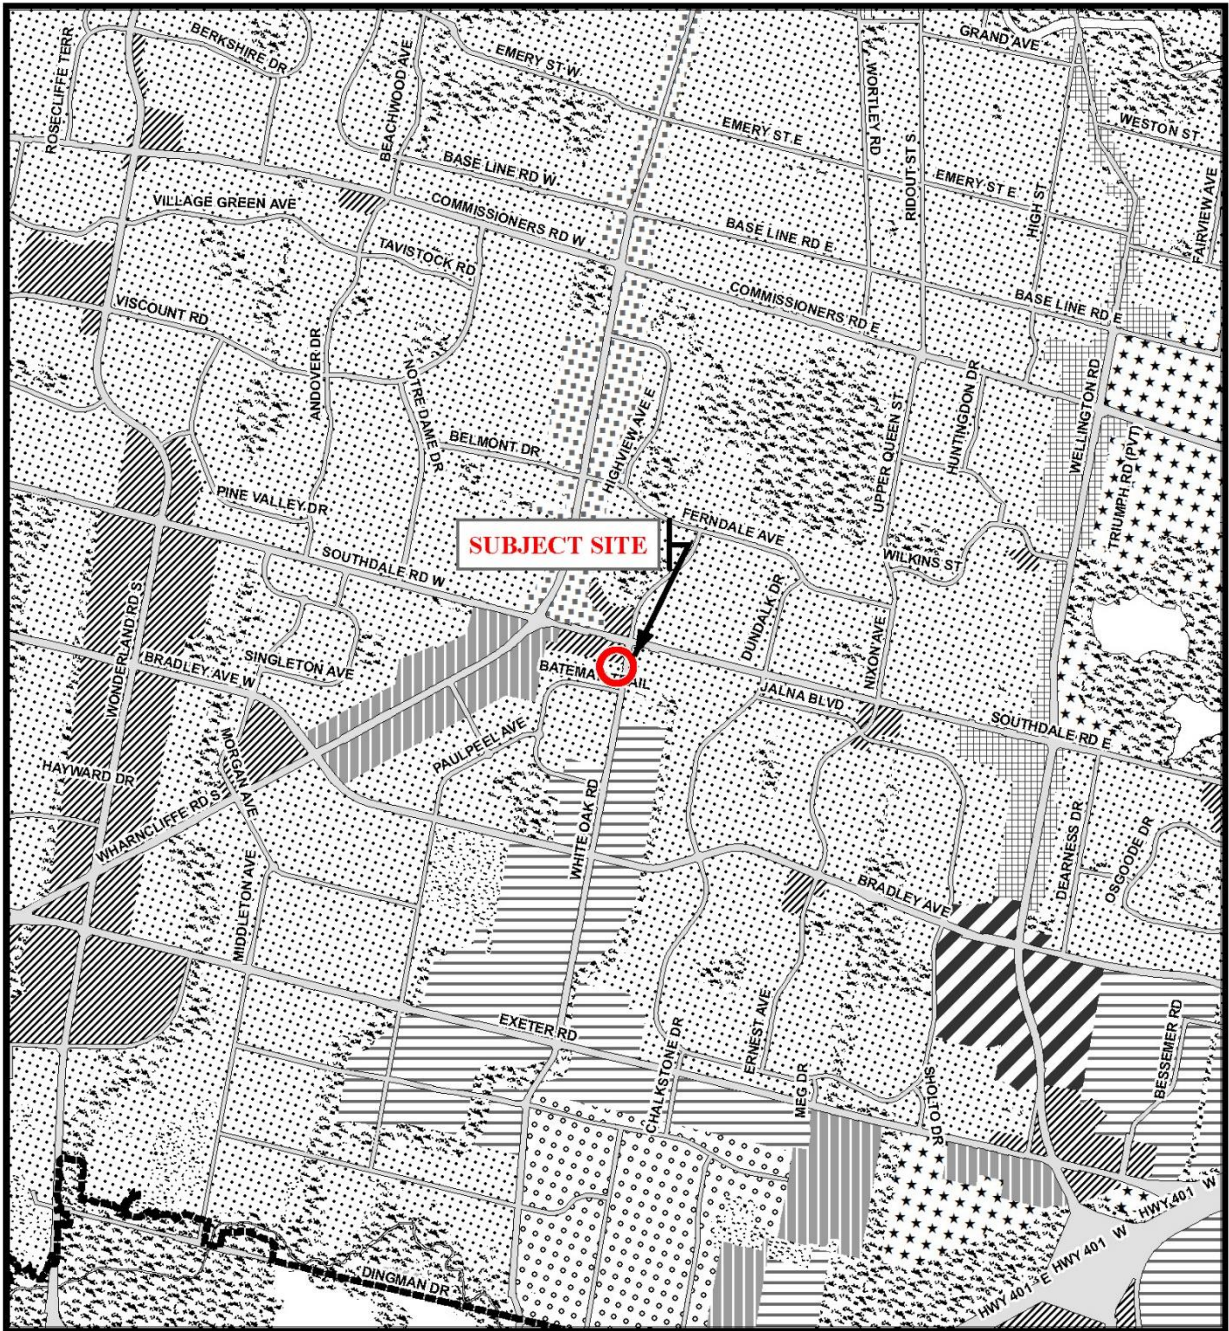 BERKSHIRE DR
ROSECLIFFE TERR
BEACHWOOD AVE
EMERY ST W
GRAND AVE
WORTLEY RD
WESTON ST
EMERY ST E
RIDOUT ST S
BASE LINE RD W
EMERY ST E
HIGH ST
FAIRVIEW AVE
VILLAGE GREEN AVE
COMMISSIONERS RD W
TAVISTOCK RD
BASE LINE RD E
BASE LINE RD E
VISCOUNT RD
COMMISSIONERS RD E
ANDOVER DR
NOTRE DAME DR
HIGHVIEW AVE E
UPPER QUEEN ST
HUNTINGDON DR
WELLINGTON RD
TRIUMPH RD (PVT)
BELMONT DR
PINE VALLEY DR
FERNDALE AVE
SUBJECT SITE
SOUTHDALE RD W
WILKINS ST
DUNDALK DR
NIXON AVE
WONDERLAND RD S
BRADLEY AVE W
SINGLETON AVE
JALNA BLVD
SOUTHDALE RD E
PAULPEEL AVE
MORGAN AVE
HAYWARD DR
WHARNCLIFFE RD S
WHITE OAK RD
DEARNESS DR
OSGOODE DR
MIDDLETON AVE
BRADLEY AVE
EXETER RD
CHALKSTONE DR
ERNEST AVE
MEG DR
SHOLTO DR
BESSEMER RD
DINGMAN DR
HWY 401 W
HWY 401 W
HWY 401 E